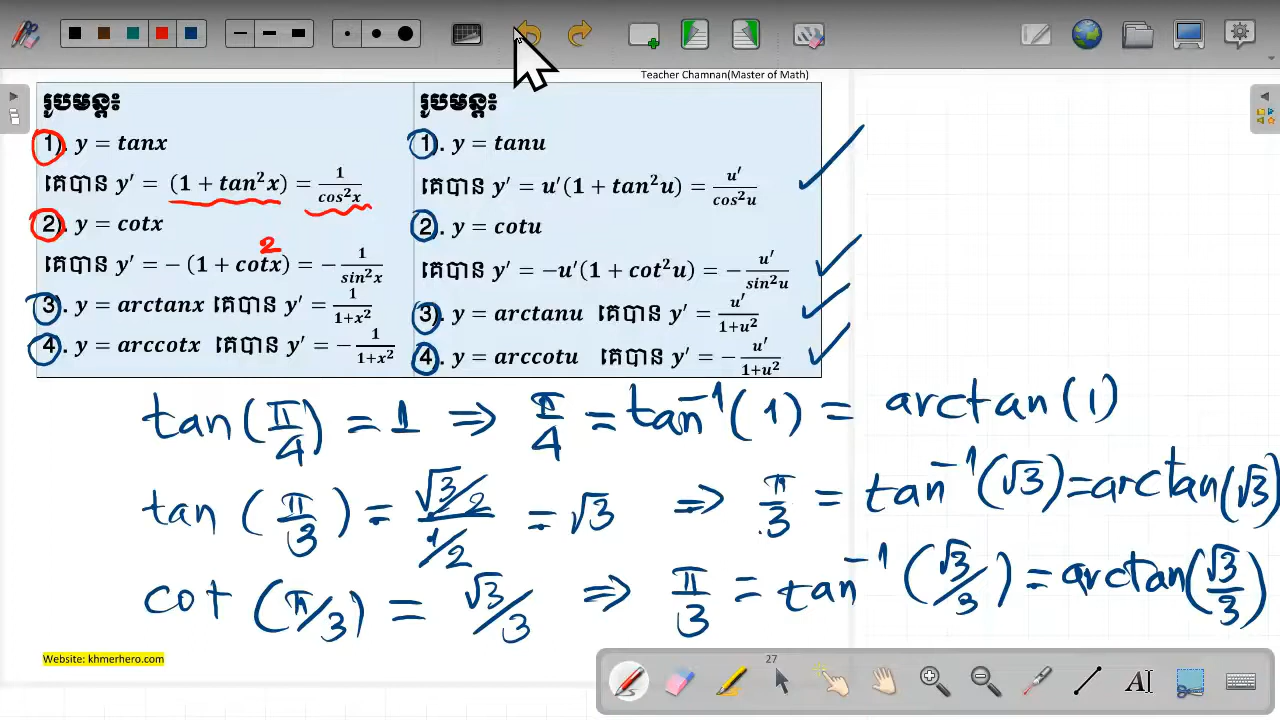 Teacher Chamnan(Master of Math)
រូបមន្ត៖
1). y = tanx
គេបាន y′ = (1 + tan²x) = 1/cos²x
2). y = cotx
គេបាន y′ = −(1 + cotx) = −1/sin²x
2
3). y = arctanx គេបាន y′ = 1/1+x²
4). y = arccotx គេបាន y′ = −1/1+x²
រូបមន្ត៖
1). y = tanu
គេបាន y′ = u′(1 + tan²u) = u′/cos²u
2). y = cotu
គេបាន y′ = −u′(1 + cot²u) = −u′/sin²u
3). y = arctanu គេបាន y′ = u′/1+u²
4). y = arccotu គេបាន y′ = −u′/1+u²
tan(π/4) = 1 ⇒ π/4 = tan⁻¹(1) = arctan(1)
tan(π/3) = (√3/2)/(1/2) = √3 ⇒ π/3 = tan⁻¹(√3) = arctan(√3)
cot(π/3) = √3/3 ⇒ π/3 = tan⁻¹(√3/3) = arctan(√3/3)
Website: khmerhero.com
27
AI